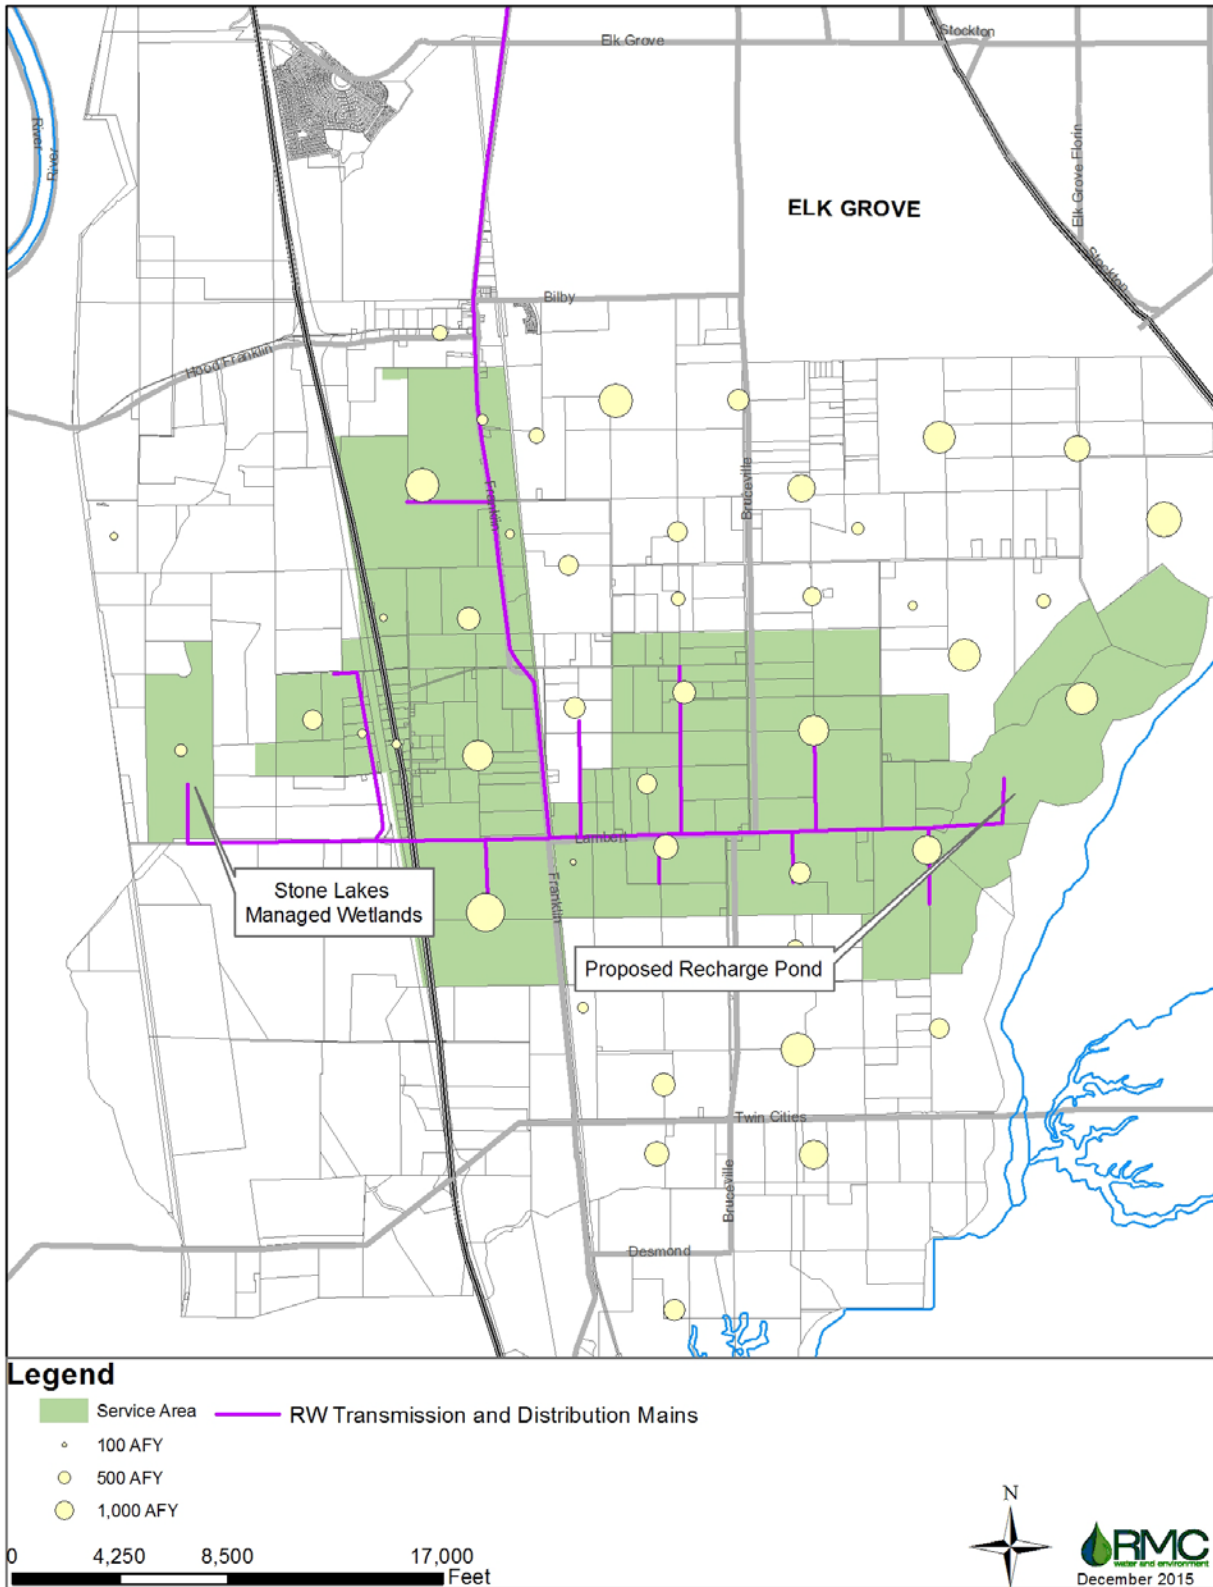 Elk Grove
Stockton
River
River
Elk Grove Florin
ELK GROVE
Stockton
Bilby
Hood Franklin
Bruceville
Franklin
Lambert
Stone Lakes
Managed Wetlands
Franklin
Proposed Recharge Pond
Twin Cities
Bruceville
Desmond
Legend
Service Area
RW Transmission and Distribution Mains
100 AFY
500 AFY
1,000 AFY
0 4,250 8,500 17,000
Feet
N
RMC
water and environment
December 2015